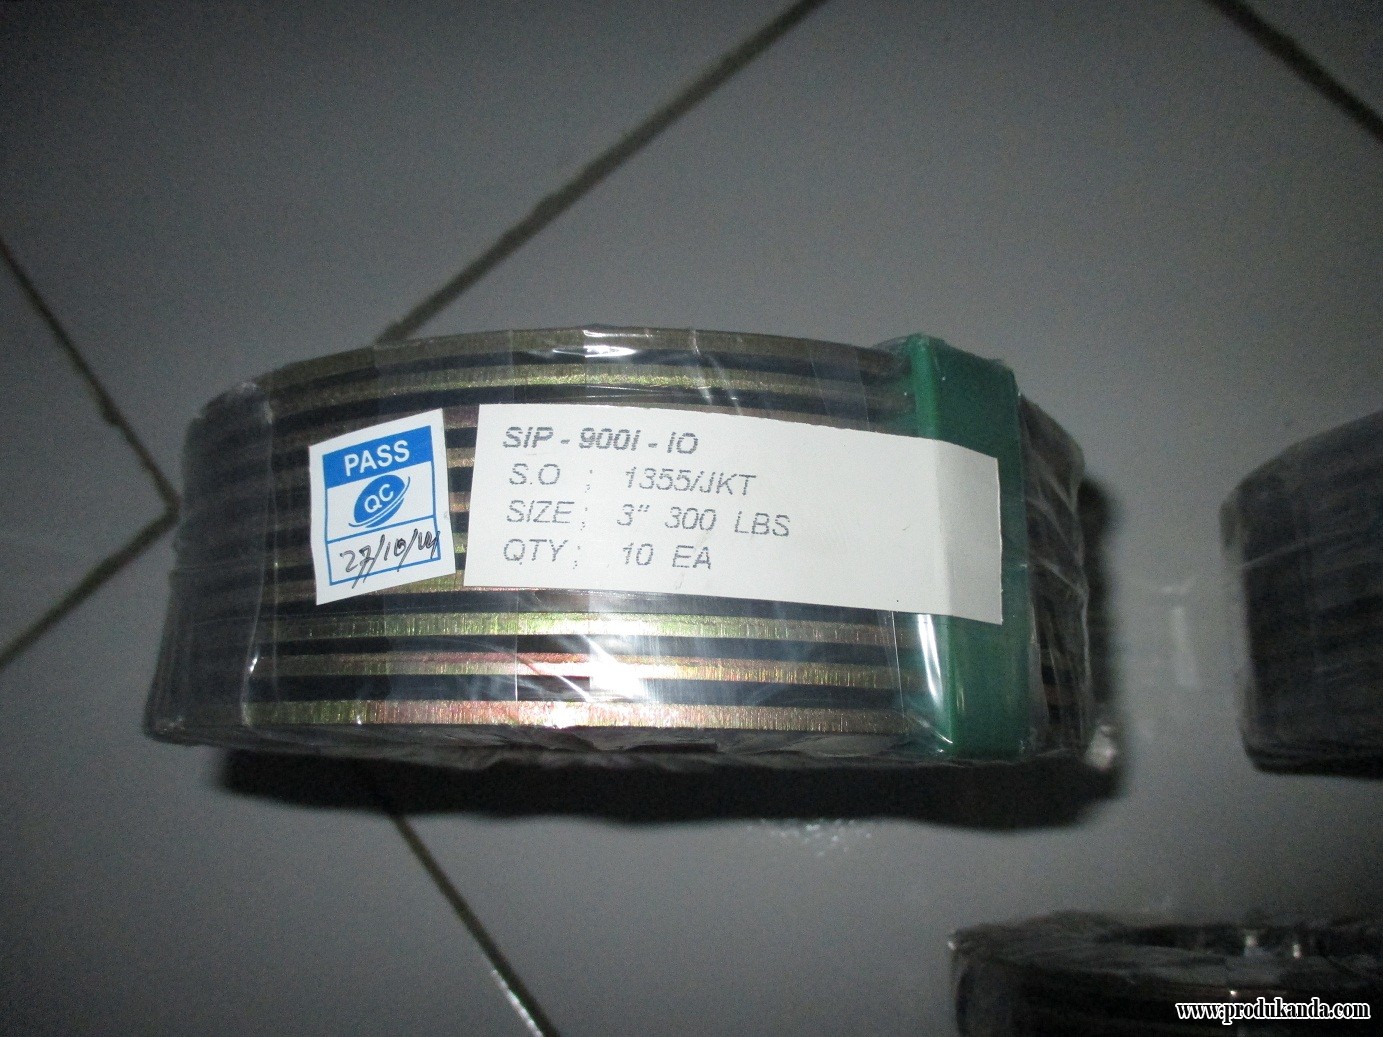 PASS
QC
27/10/14
SIP - 900I - IO
S.O ; 1355/JKT
SIZE ; 3" 300 LBS
QTY ; 10 EA
www.produkanda.com